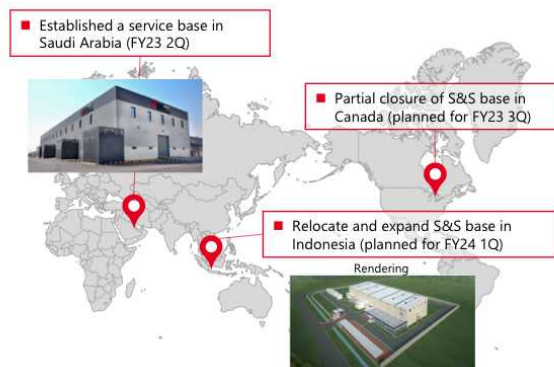 Established a service base in
Saudi Arabia (FY23 2Q)
Partial closure of S&S base in
Canada (planned for FY23 3Q)
Relocate and expand S&S base in
Indonesia (planned for FY24 1Q)
Rendering